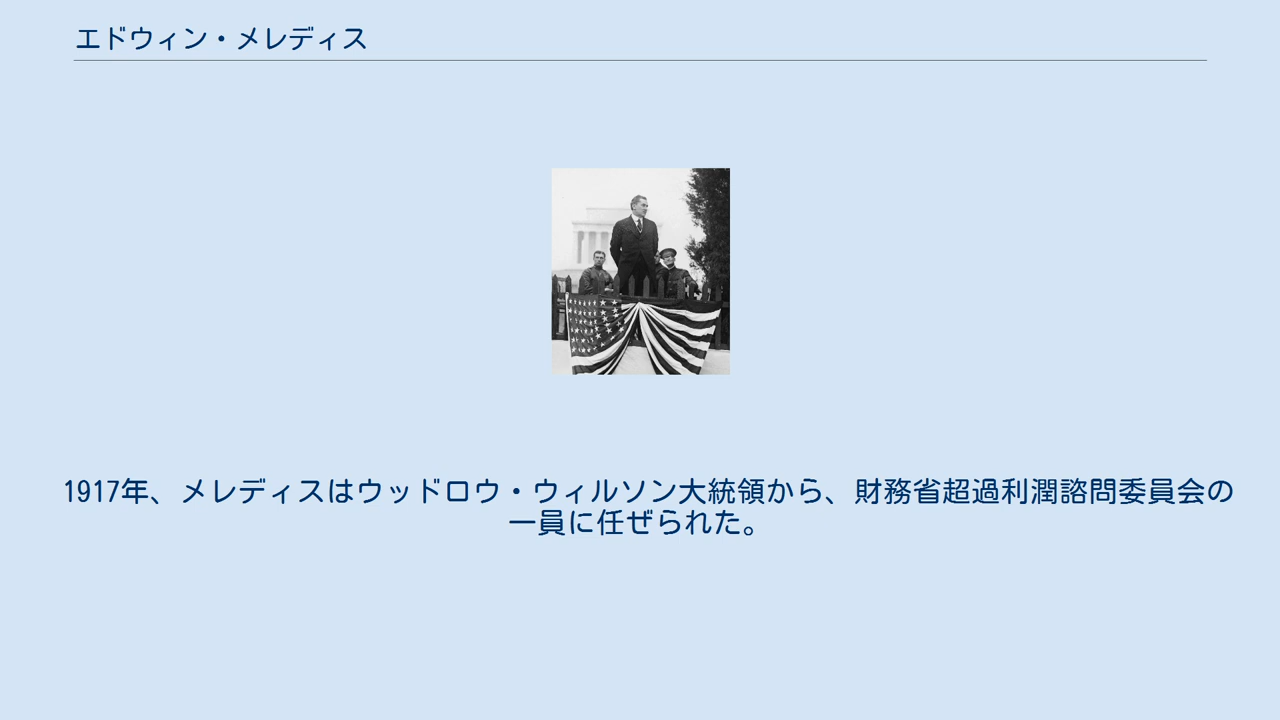 エドウィン・メレディス
1917年、メレディスはウッドロウ・ウィルソン大統領から、財務省超過利潤諮問委員会の
一員に任ぜられた。